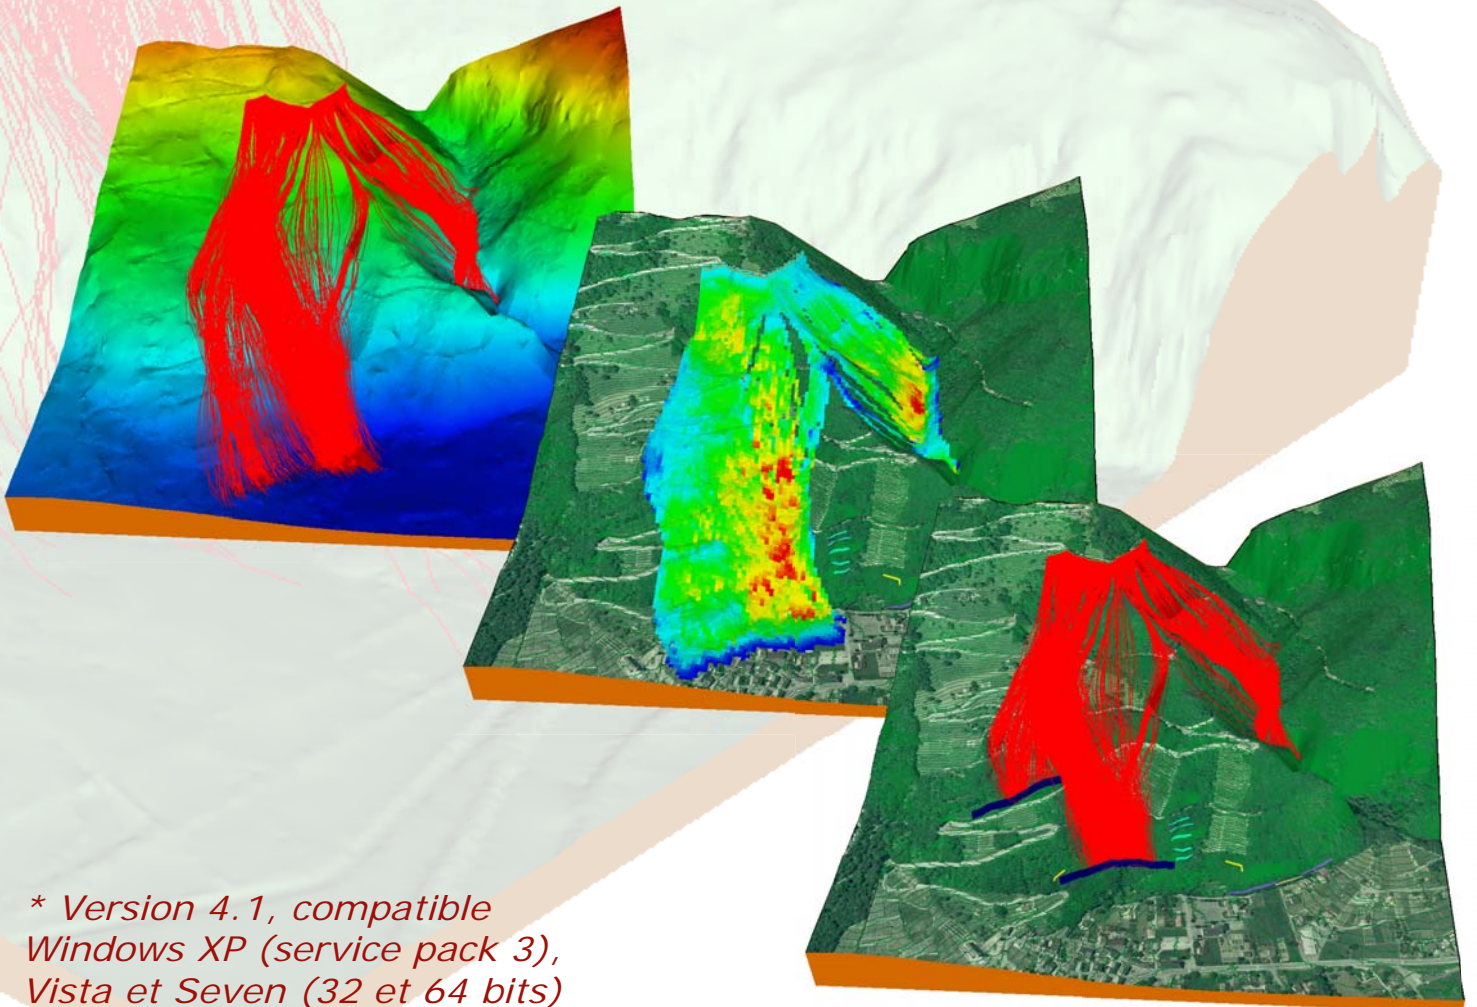 * Version 4.1, compatible
Windows XP (service pack 3),
Vista et Seven (32 et 64 bits)